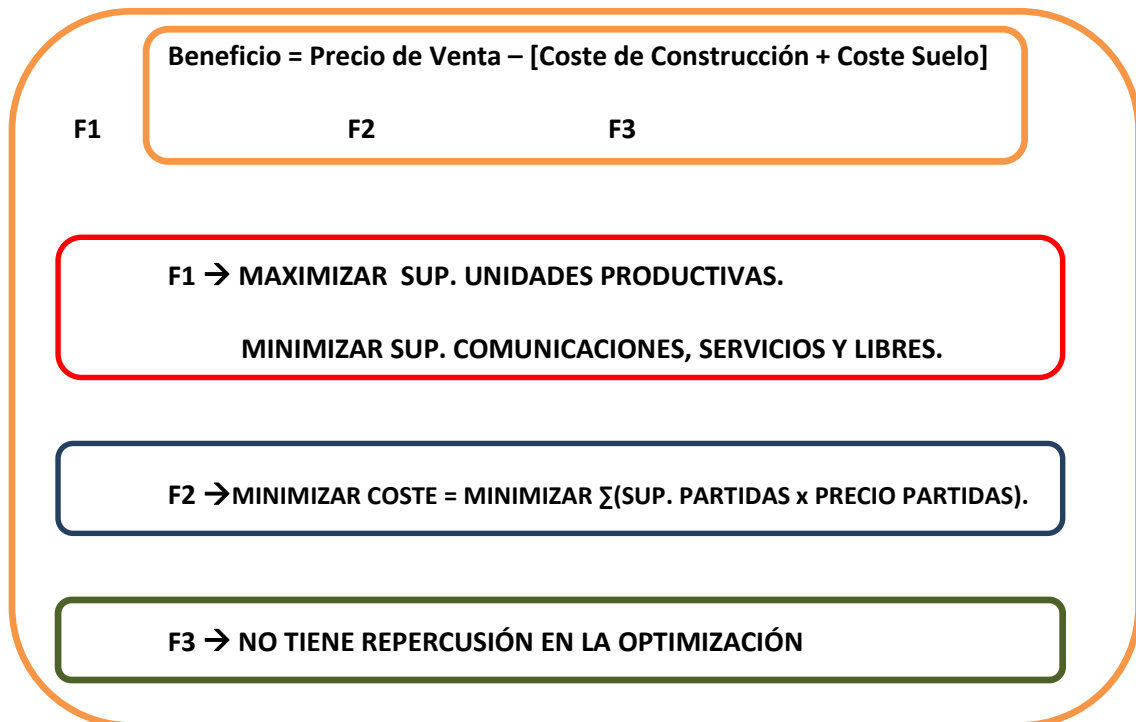 Beneficio = Precio de Venta – [Coste de Construcción + Coste Suelo]
F1 F2 F3
F1 → MAXIMIZAR SUP. UNIDADES PRODUCTIVAS.
MINIMIZAR SUP. COMUNICACIONES, SERVICIOS Y LIBRES.
F2 →MINIMIZAR COSTE = MINIMIZAR ∑(SUP. PARTIDAS x PRECIO PARTIDAS).
F3 → NO TIENE REPERCUSIÓN EN LA OPTIMIZACIÓN